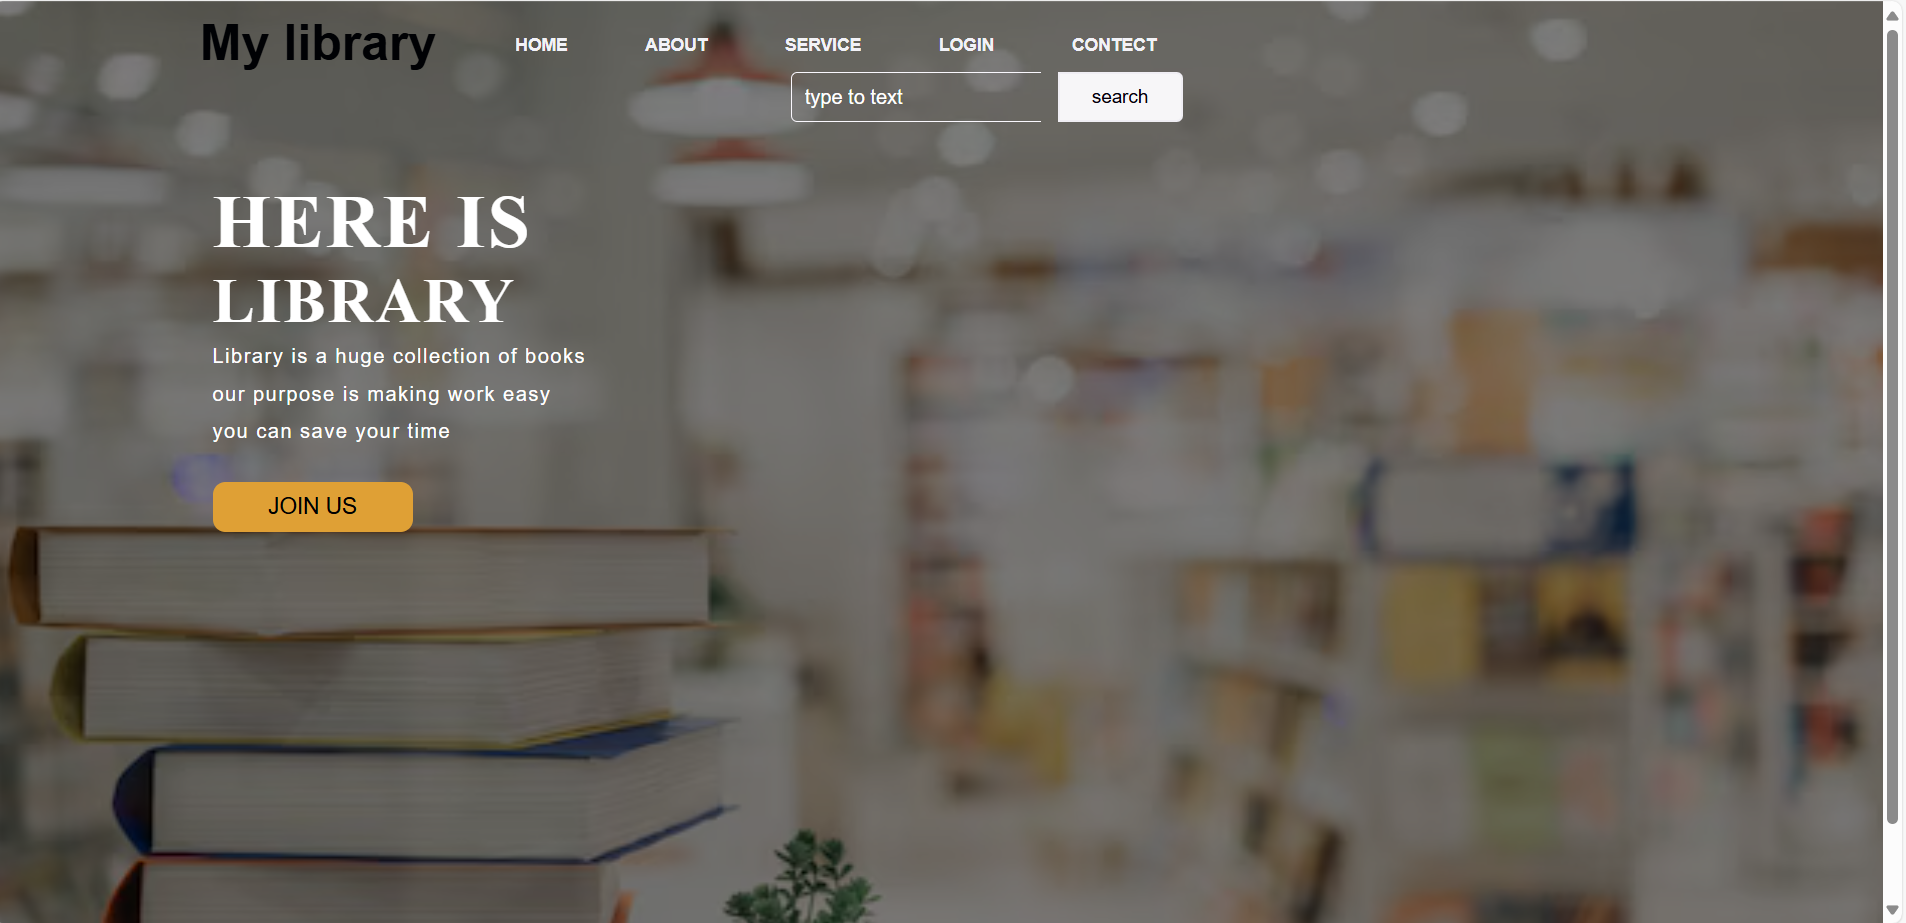 My library HOME ABOUT SERVICE LOGIN CONTECT
type to text search
HERE IS
LIBRARY
Library is a huge collection of books
our purpose is making work easy
you can save your time
JOIN US